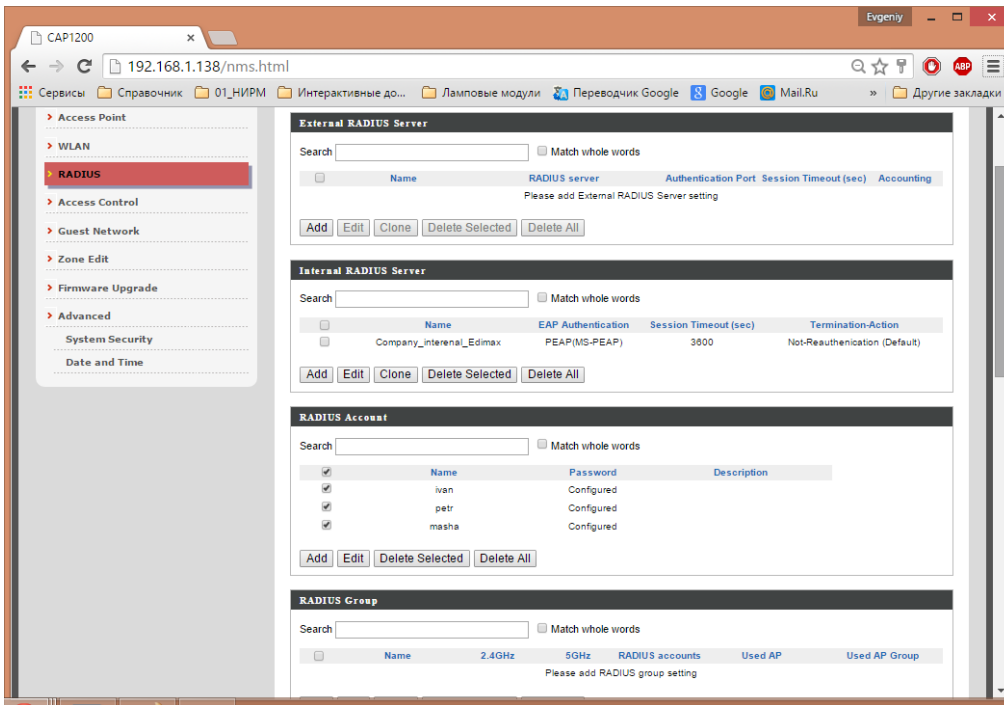 Evgeniy
CAP1200
192.168.1.138/nms.html
ABP
Сервисы Справочник 01_НИРМ Интерактивные до... Ламповые модули Переводчик Google Google Mail.Ru » Другие закладки
Access Point
WLAN
RADIUS
Access Control
Guest Network
Zone Edit
Firmware Upgrade
Advanced
System Security
Date and Time
External RADIUS Server
Search Match whole words
Name RADIUS server Authentication Port Session Timeout (sec) Accounting
Please add External RADIUS Server setting
Add Edit Clone Delete Selected Delete All
Internal RADIUS Server
Search Match whole words
Name EAP Authentication Session Timeout (sec) Termination-Action
Company_interenal_Edimax PEAP(MS-PEAP) 3600 Not-Reauthenication (Default)
Add Edit Clone Delete Selected Delete All
RADIUS Account
Search Match whole words
Name Password Description
ivan Configured
petr Configured
masha Configured
Add Edit Delete Selected Delete All
RADIUS Group
Search Match whole words
Name 2.4GHz 5GHz RADIUS accounts Used AP Used AP Group
Please add RADIUS group setting